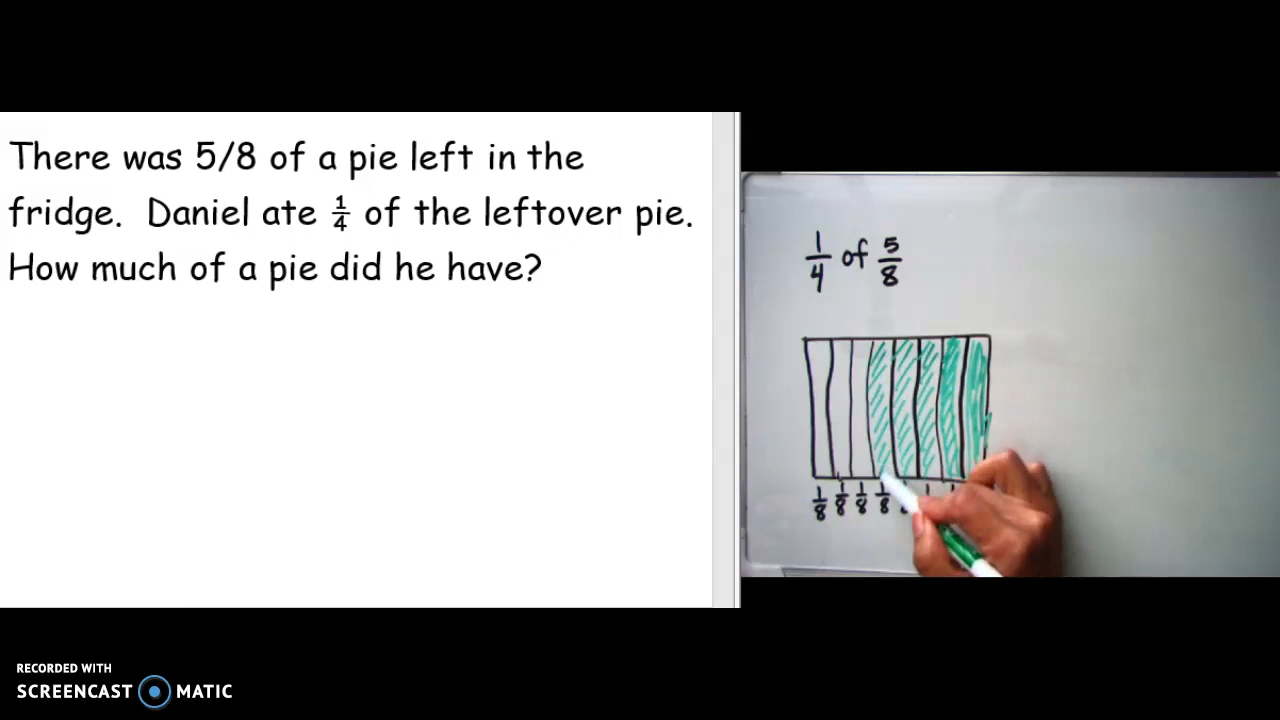 There was 5/8 of a pie left in the
fridge. Daniel ate 1/4 of the leftover pie.
How much of a pie did he have?
1/4 of 5/8
1/8 1/8 1/8 1/8
RECORDED WITH
SCREENCAST MATIC